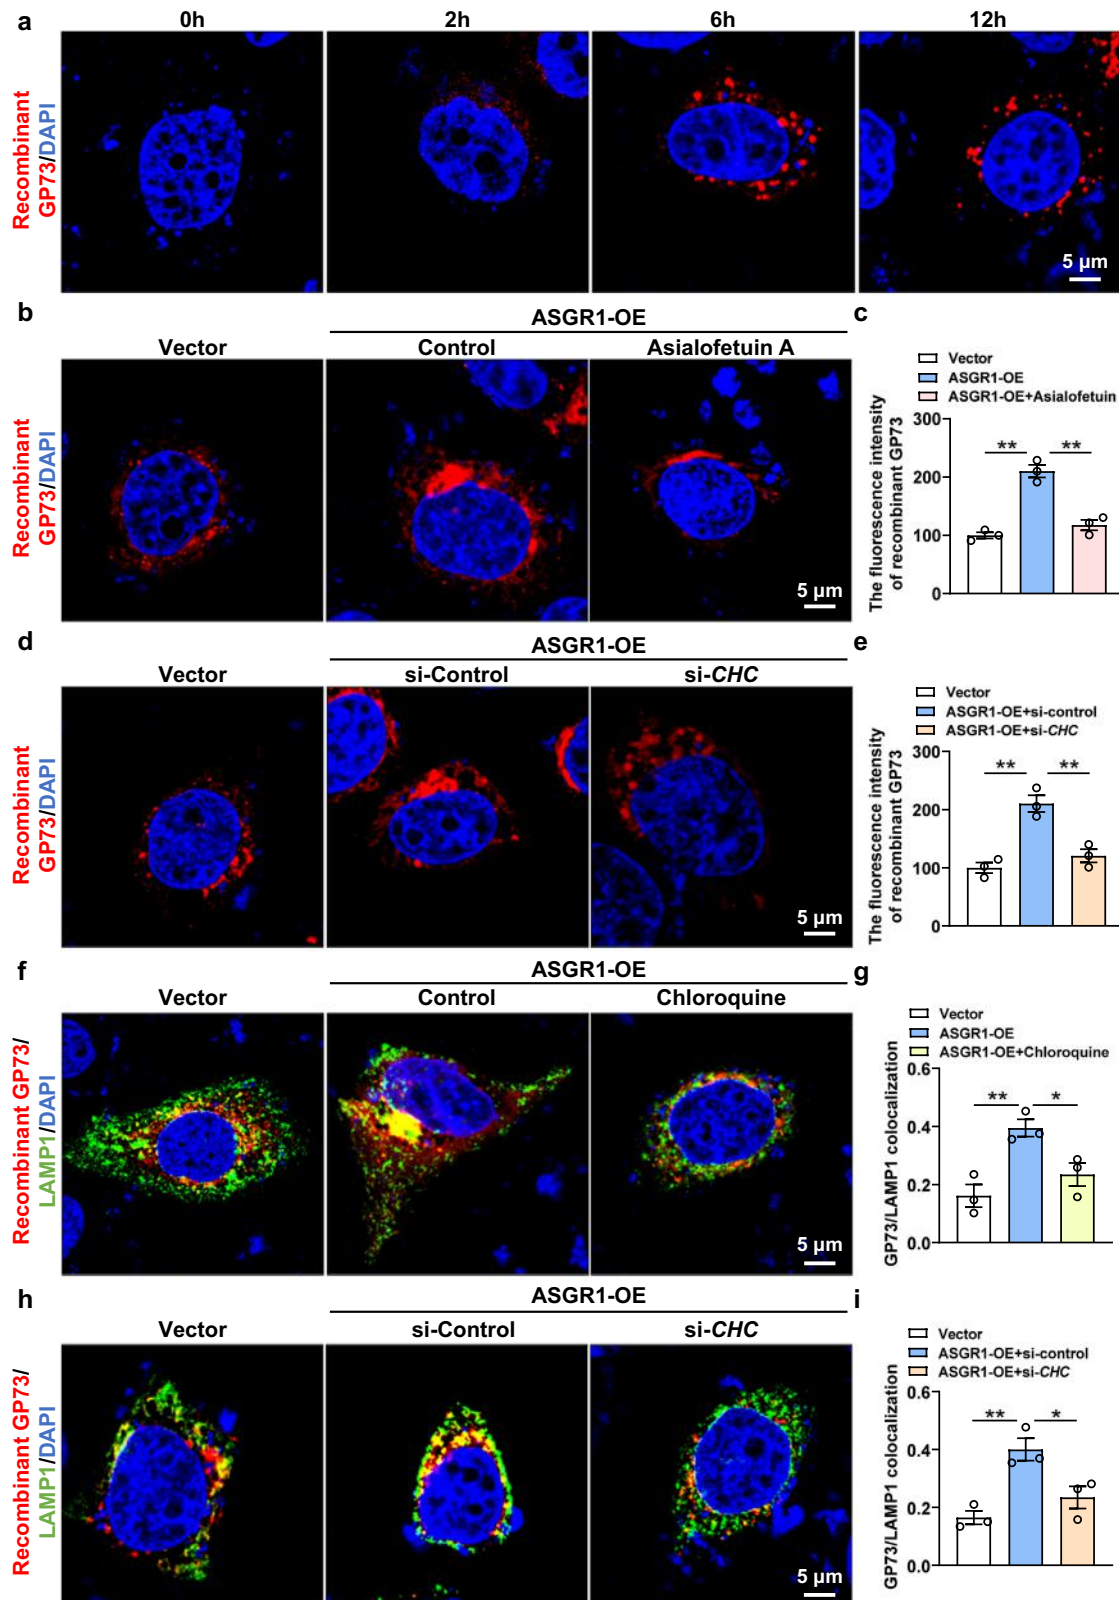 a
0h
2h
6h
12h
Recombinant
GP73/DAPI
5 µm
b
ASGR1-OE
Vector
Control
Asialofetuin A
Recombinant
GP73/DAPI
5 µm
c
Vector
ASGR1-OE
ASGR1-OE+Asialofetuin
The fluorescence intensity
of recombinant GP73
300
200
100
0
**
**
d
ASGR1-OE
Vector
si-Control
si-CHC
Recombinant
GP73/DAPI
5 µm
e
Vector
ASGR1-OE+si-control
ASGR1-OE+si-CHC
The fluorescence intensity
of recombinant GP73
300
200
100
0
**
**
f
ASGR1-OE
Vector
Control
Chloroquine
Recombinant GP73/
LAMP1/DAPI
5 µm
g
Vector
ASGR1-OE
ASGR1-OE+Chloroquine
GP73/LAMP1 colocalization
0.6
0.4
0.2
0.0
**
*
h
ASGR1-OE
Vector
si-Control
si-CHC
Recombinant GP73/
LAMP1/DAPI
5 µm
i
Vector
ASGR1-OE+si-control
ASGR1-OE+si-CHC
GP73/LAMP1 colocalization
0.6
0.4
0.2
0.0
**
*